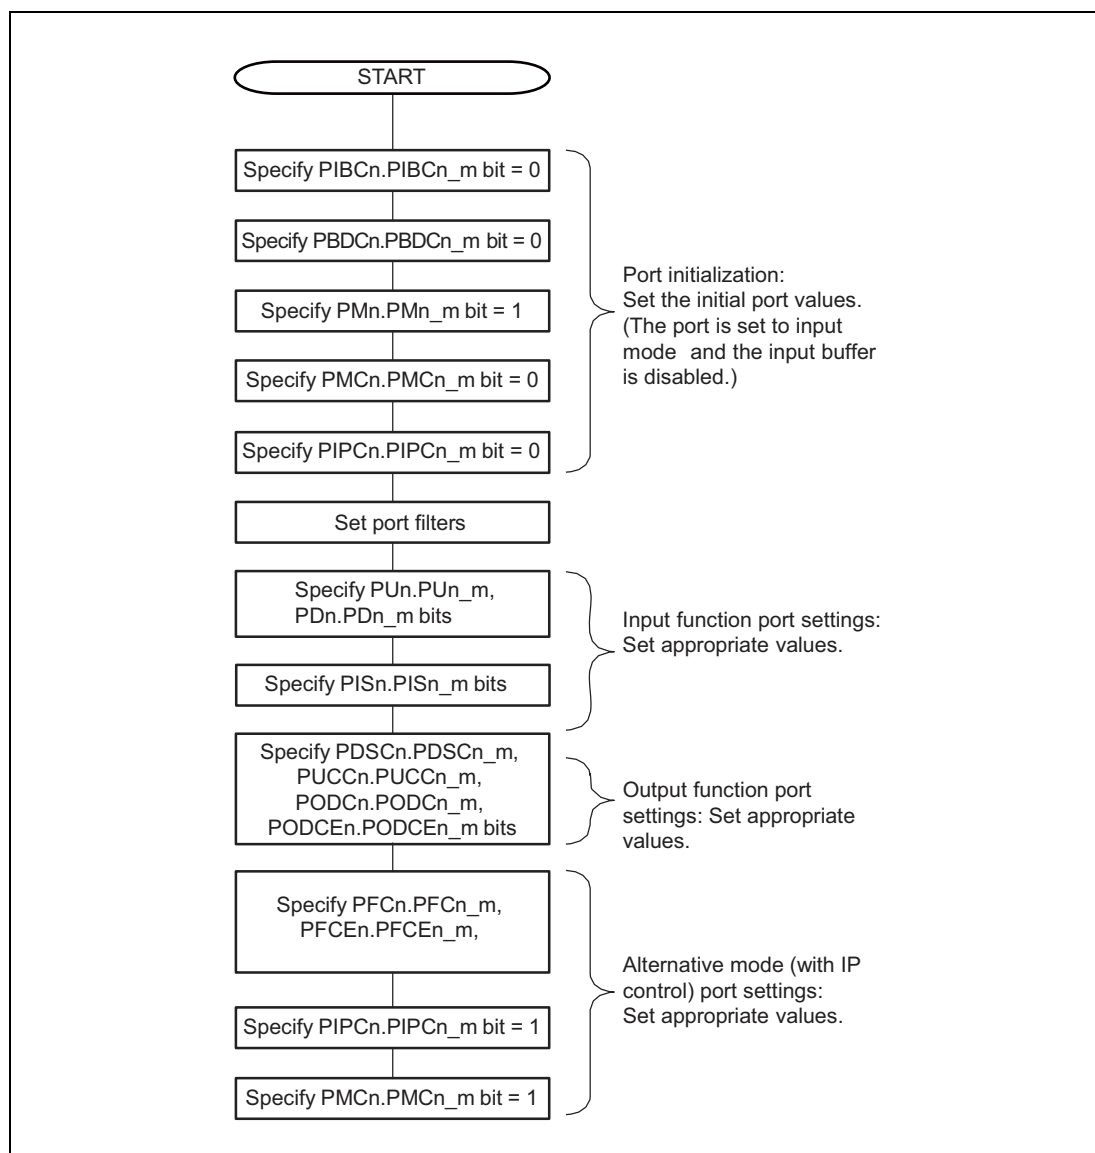 START
Specify PIBCn.PIBCn_m bit = 0
Specify PBDCn.PBDCn_m bit = 0
Specify PMn.PMn_m bit = 1
Specify PMCn.PMCn_m bit = 0
Specify PIPCn.PIPCn_m bit = 0
Port initialization:
Set the initial port values.
(The port is set to input
mode and the input buffer
is disabled.)
Set port filters
Specify PUn.PUn_m,
PDn.PDn_m bits
Specify PISn.PISn_m bits
Input function port settings:
Set appropriate values.
Specify PDSCn.PDSCn_m,
PUCCn.PUCCn_m,
PODCn.PODCn_m,
PODCEn.PODCEn_m bits
Output function port
settings: Set appropriate
values.
Specify PFCn.PFCn_m,
PFCEn.PFCEn_m,
Specify PIPCn.PIPCn_m bit = 1
Specify PMCn.PMCn_m bit = 1
Alternative mode (with IP
control) port settings:
Set appropriate values.